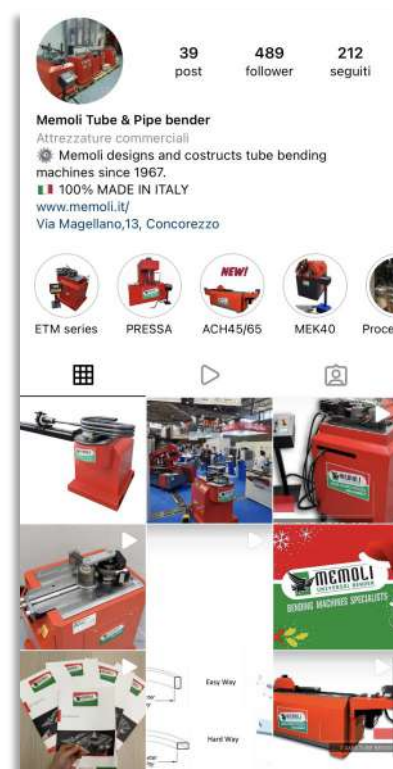 39
489
212
post
follower
seguiti
Memoli Tube & Pipe bender
Attrezzature commerciali
Memoli designs and costructs tube bending
machines since 1967.
100% MADE IN ITALY
www.memoli.it/
Via Magellano,13, Concorezzo
NEW!
ETM series
PRESSA
ACH45/65
MEK40
Proce
MEMOLI
MEMOLI
MEMOLI
UNIVERSAL BENDER
BENDING MACHINES SPECIALISTS
Easy Way
Hard Way
MEMOLI